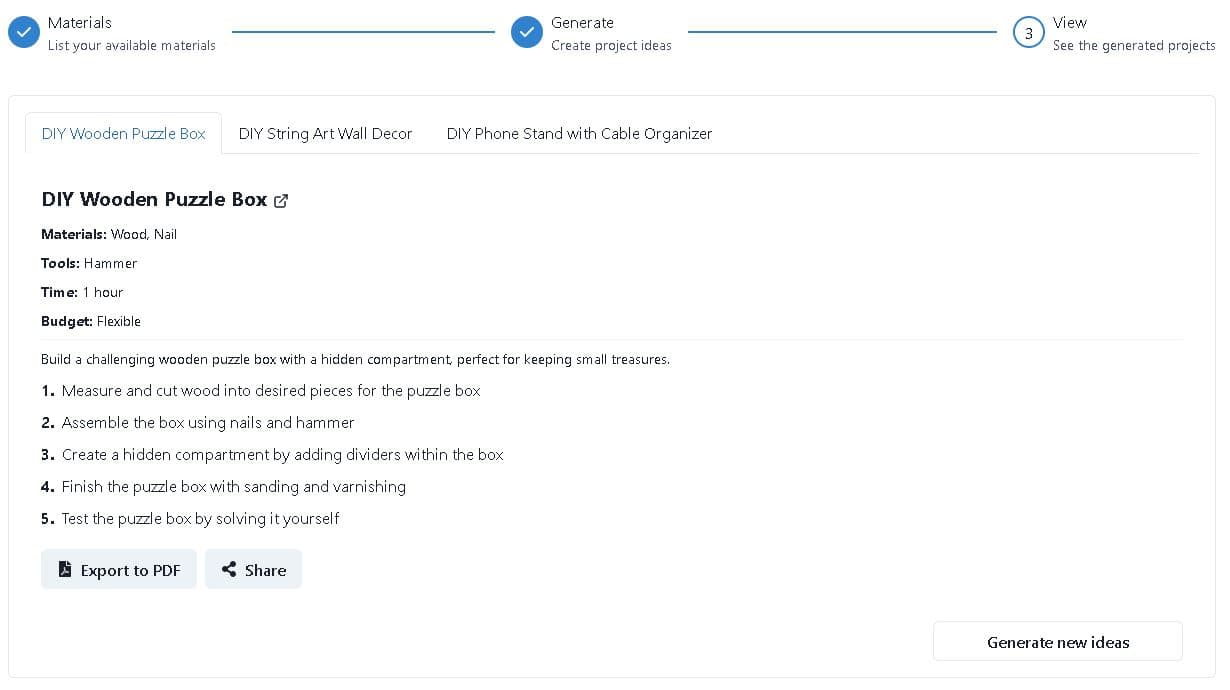 Materials
List your available materials
Generate
Create project ideas
3
View
See the generated projects
DIY Wooden Puzzle Box
DIY String Art Wall Decor
DIY Phone Stand with Cable Organizer
DIY Wooden Puzzle Box
Materials: Wood, Nail
Tools: Hammer
Time: 1 hour
Budget: Flexible
Build a challenging wooden puzzle box with a hidden compartment, perfect for keeping small treasures.
1. Measure and cut wood into desired pieces for the puzzle box
2. Assemble the box using nails and hammer
3. Create a hidden compartment by adding dividers within the box
4. Finish the puzzle box with sanding and varnishing
5. Test the puzzle box by solving it yourself
Export to PDF
Share
Generate new ideas